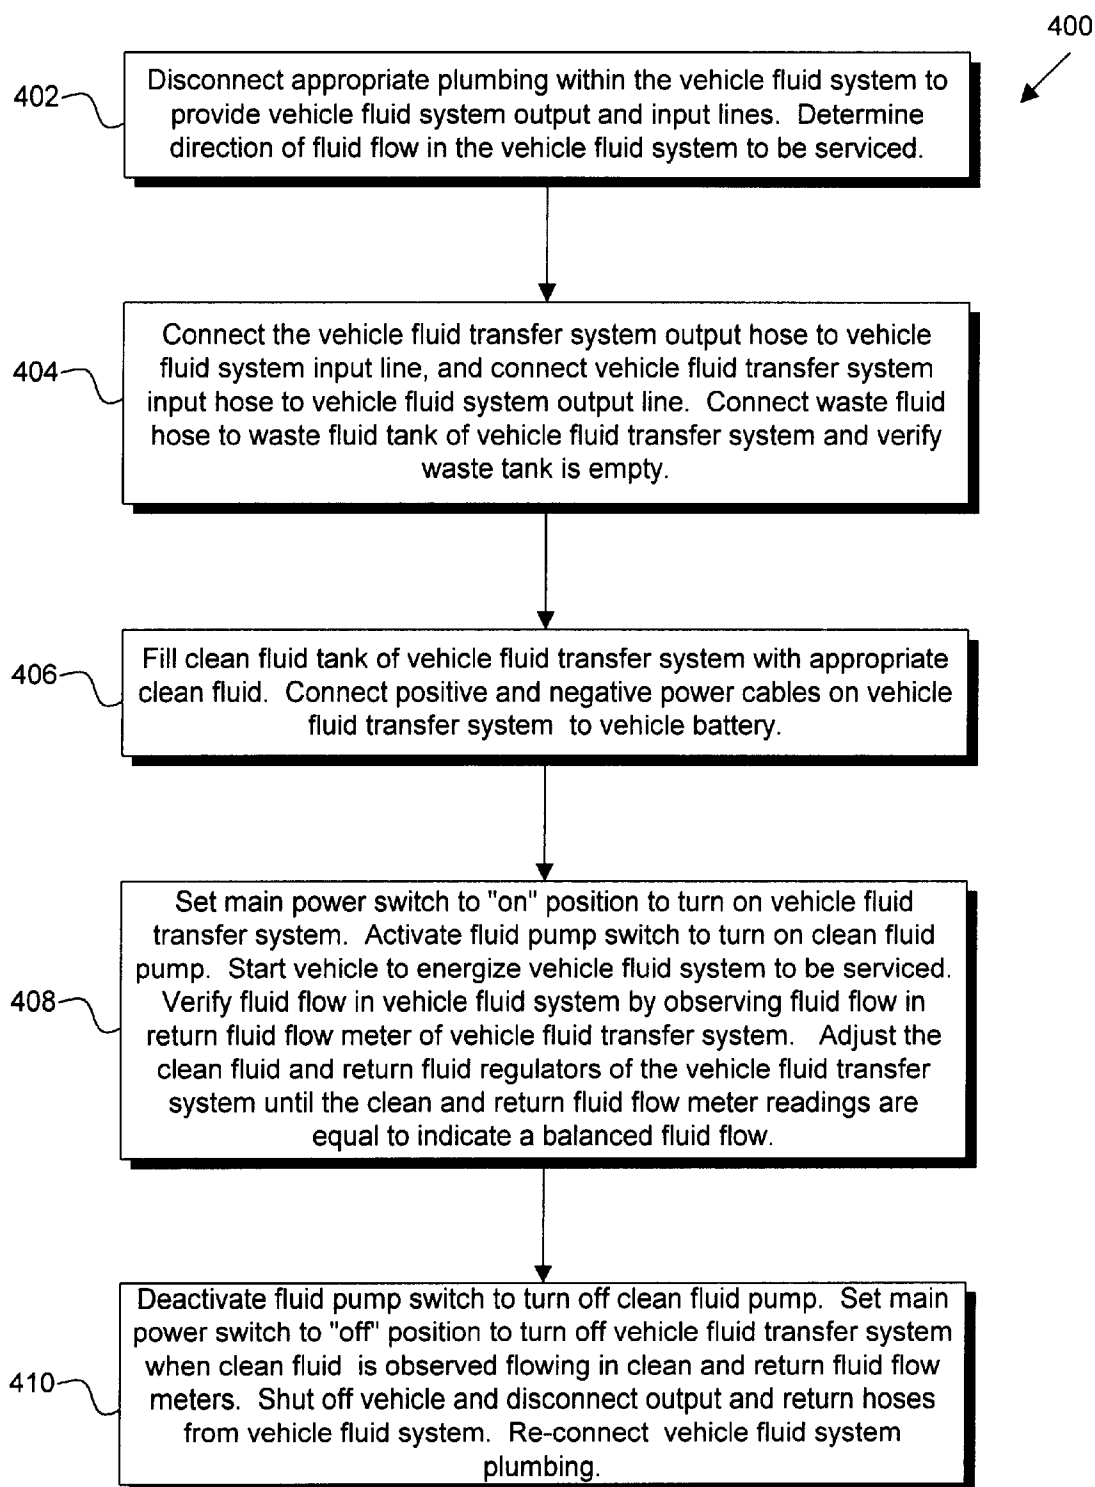 400
402
Disconnect appropriate plumbing within the vehicle fluid system to
provide vehicle fluid system output and input lines. Determine
direction of fluid flow in the vehicle fluid system to be serviced.
404
Connect the vehicle fluid transfer system output hose to vehicle
fluid system input line, and connect vehicle fluid transfer system
input hose to vehicle fluid system output line. Connect waste fluid
hose to waste fluid tank of vehicle fluid transfer system and verify
waste tank is empty.
406
Fill clean fluid tank of vehicle fluid transfer system with appropriate
clean fluid. Connect positive and negative power cables on vehicle
fluid transfer system to vehicle battery.
408
Set main power switch to "on" position to turn on vehicle fluid
transfer system. Activate fluid pump switch to turn on clean fluid
pump. Start vehicle to energize vehicle fluid system to be serviced.
Verify fluid flow in vehicle fluid system by observing fluid flow in
return fluid flow meter of vehicle fluid transfer system. Adjust the
clean fluid and return fluid regulators of the vehicle fluid transfer
system until the clean and return fluid flow meter readings are
equal to indicate a balanced fluid flow.
410
Deactivate fluid pump switch to turn off clean fluid pump. Set main
power switch to "off" position to turn off vehicle fluid transfer system
when clean fluid is observed flowing in clean and return fluid flow
meters. Shut off vehicle and disconnect output and return hoses
from vehicle fluid system. Re-connect vehicle fluid system
plumbing.